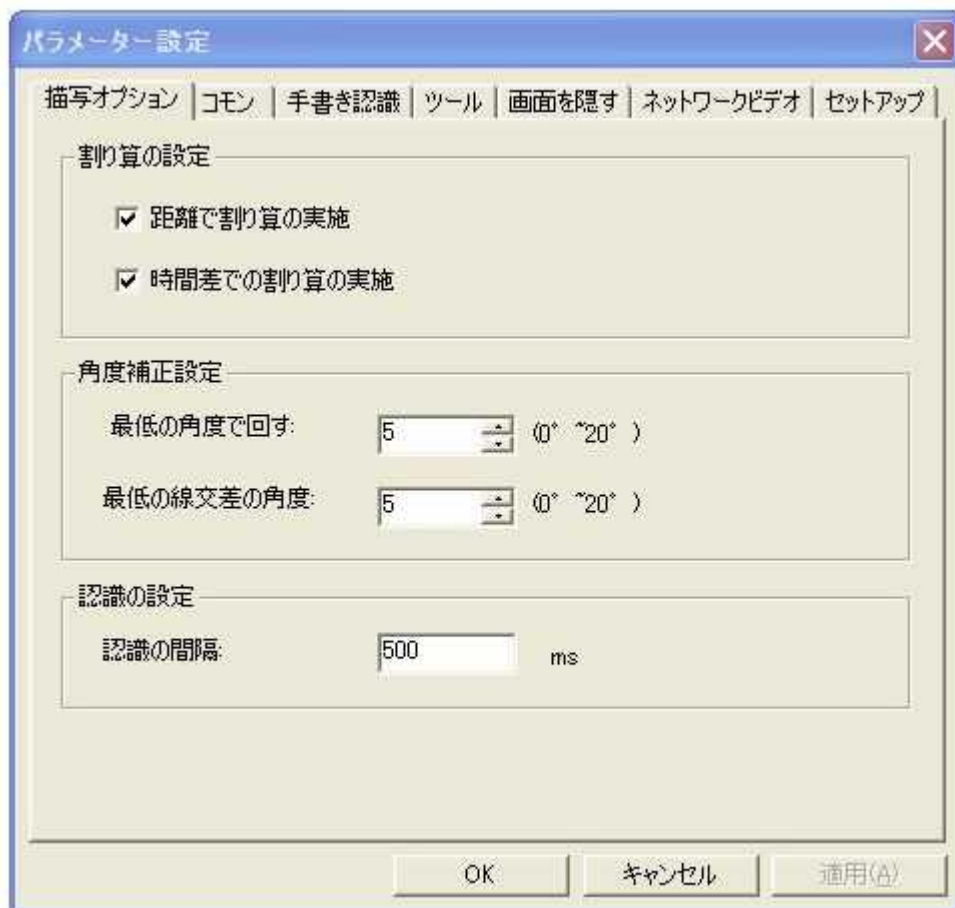 パラメーター設定
描写オプション コモン 手書き認識 ツール 画面を隠す ネットワークビデオ セットアップ
割り算の設定
距離で割り算の実施
時間差での割り算の実施
角度補正設定
最低の角度で回す: 5 (0° ~20° )
最低の線交差の角度: 5 (0° ~20° )
認識の設定
認識の間隔: 500 ms
OK キャンセル 適用(A)